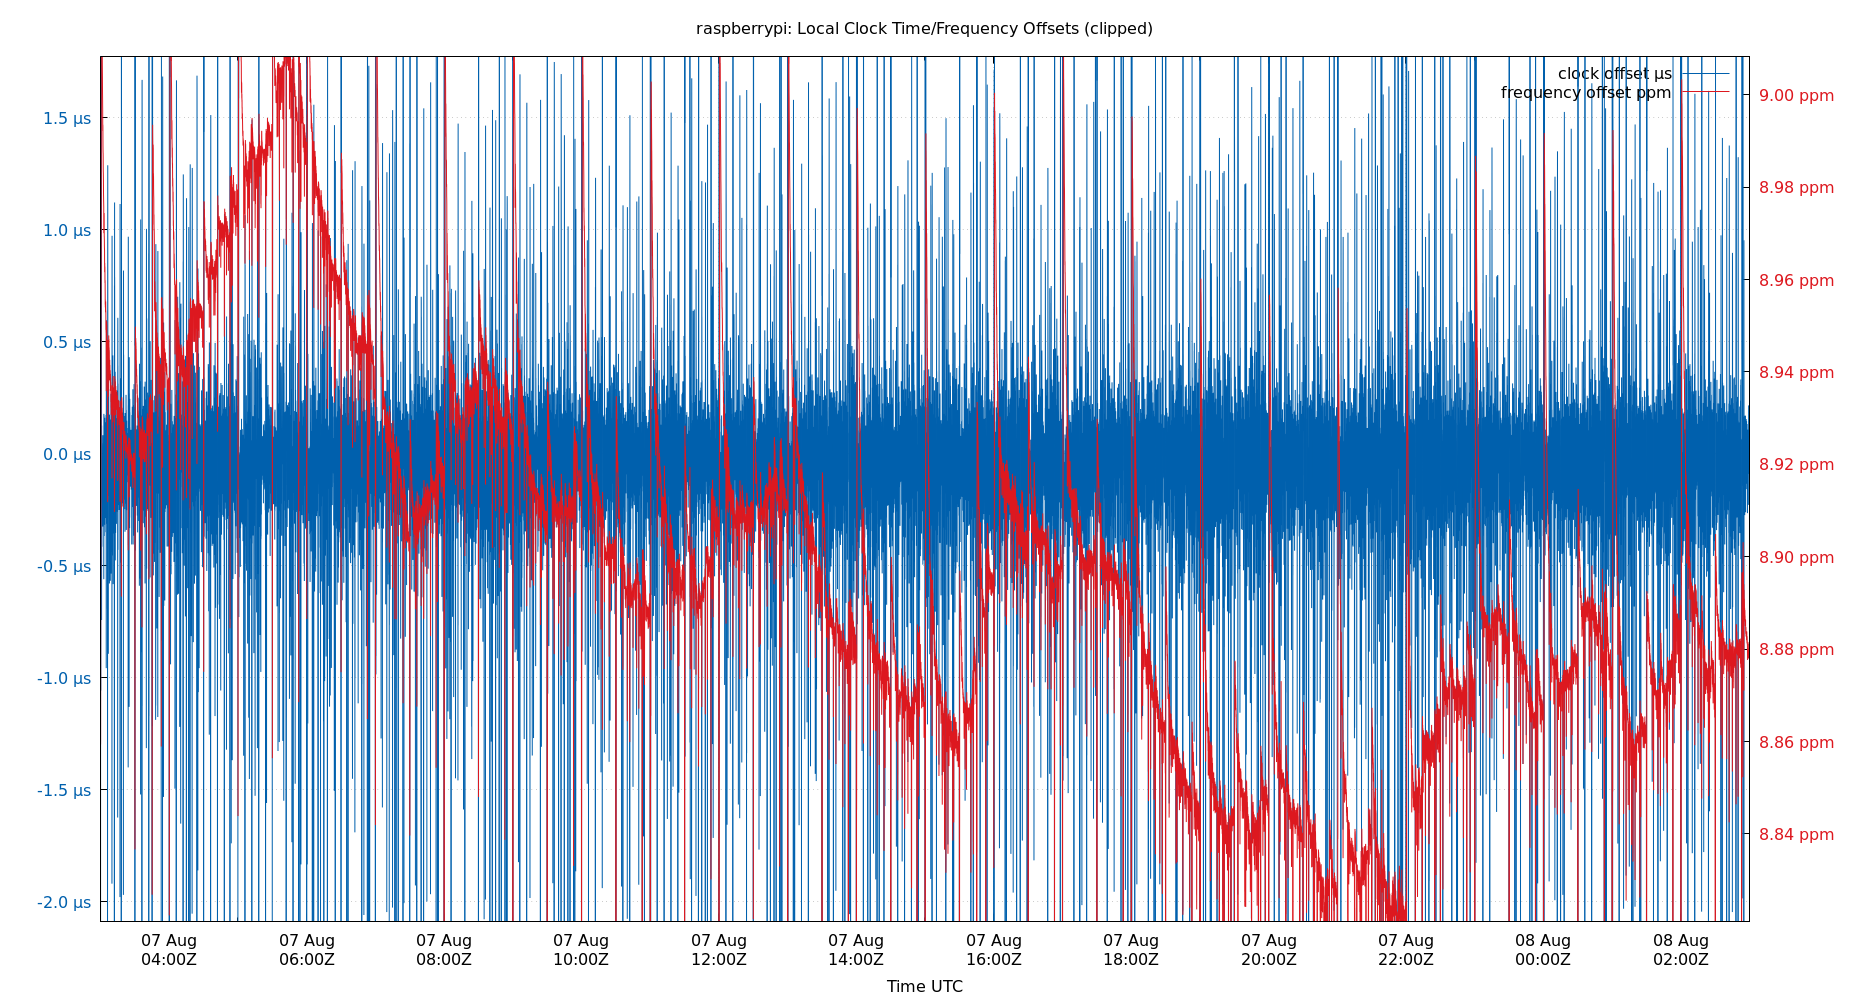 raspberrypi: Local Clock Time/Frequency Offsets (clipped)
clock offset µs
frequency offset ppm
1.5 µs
1.0 µs
0.5 µs
0.0 µs
-0.5 µs
-1.0 µs
-1.5 µs
-2.0 µs
9.00 ppm
8.98 ppm
8.96 ppm
8.94 ppm
8.92 ppm
8.90 ppm
8.88 ppm
8.86 ppm
8.84 ppm
07 Aug
04:00Z
07 Aug
06:00Z
07 Aug
08:00Z
07 Aug
10:00Z
07 Aug
12:00Z
07 Aug
14:00Z
07 Aug
16:00Z
07 Aug
18:00Z
07 Aug
20:00Z
07 Aug
22:00Z
08 Aug
00:00Z
08 Aug
02:00Z
Time UTC